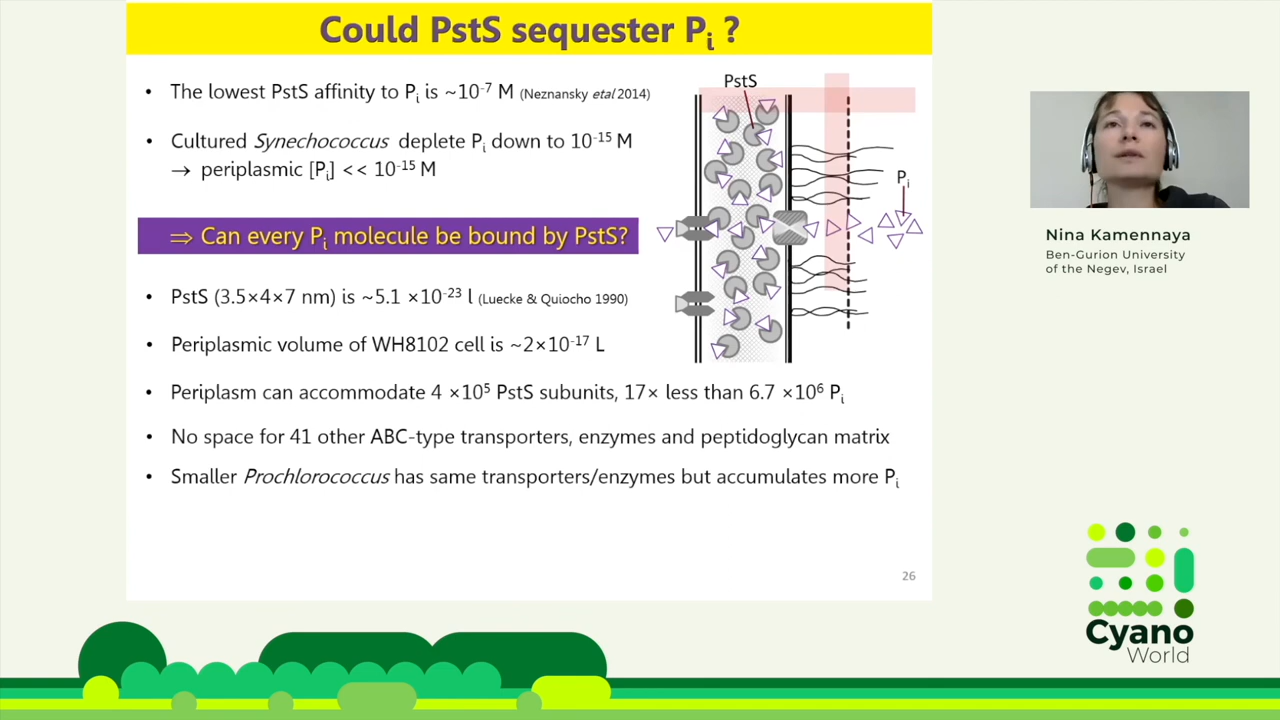 Could PstS sequester Pi ?
• The lowest PstS affinity to Pi is ~10⁻⁷ M (Neznansky etal 2014)
• Cultured Synechococcus deplete Pi down to 10⁻¹⁵ M
→ periplasmic [Pi] << 10⁻¹⁵ M
⇒ Can every Pi molecule be bound by PstS?
• PstS (3.5×4×7 nm) is ~5.1 ×10⁻²³ l (Luecke & Quiocho 1990)
• Periplasmic volume of WH8102 cell is ~2×10⁻¹⁷ L
• Periplasm can accommodate 4 ×10⁵ PstS subunits, 17× less than 6.7 ×10⁶ Pi
• No space for 41 other ABC-type transporters, enzymes and peptidoglycan matrix
• Smaller Prochlorococcus has same transporters/enzymes but accumulates more Pi
PstS
Pi
26
Nina Kamennaya
Ben-Gurion University
of the Negev, Israel
Cyano
World